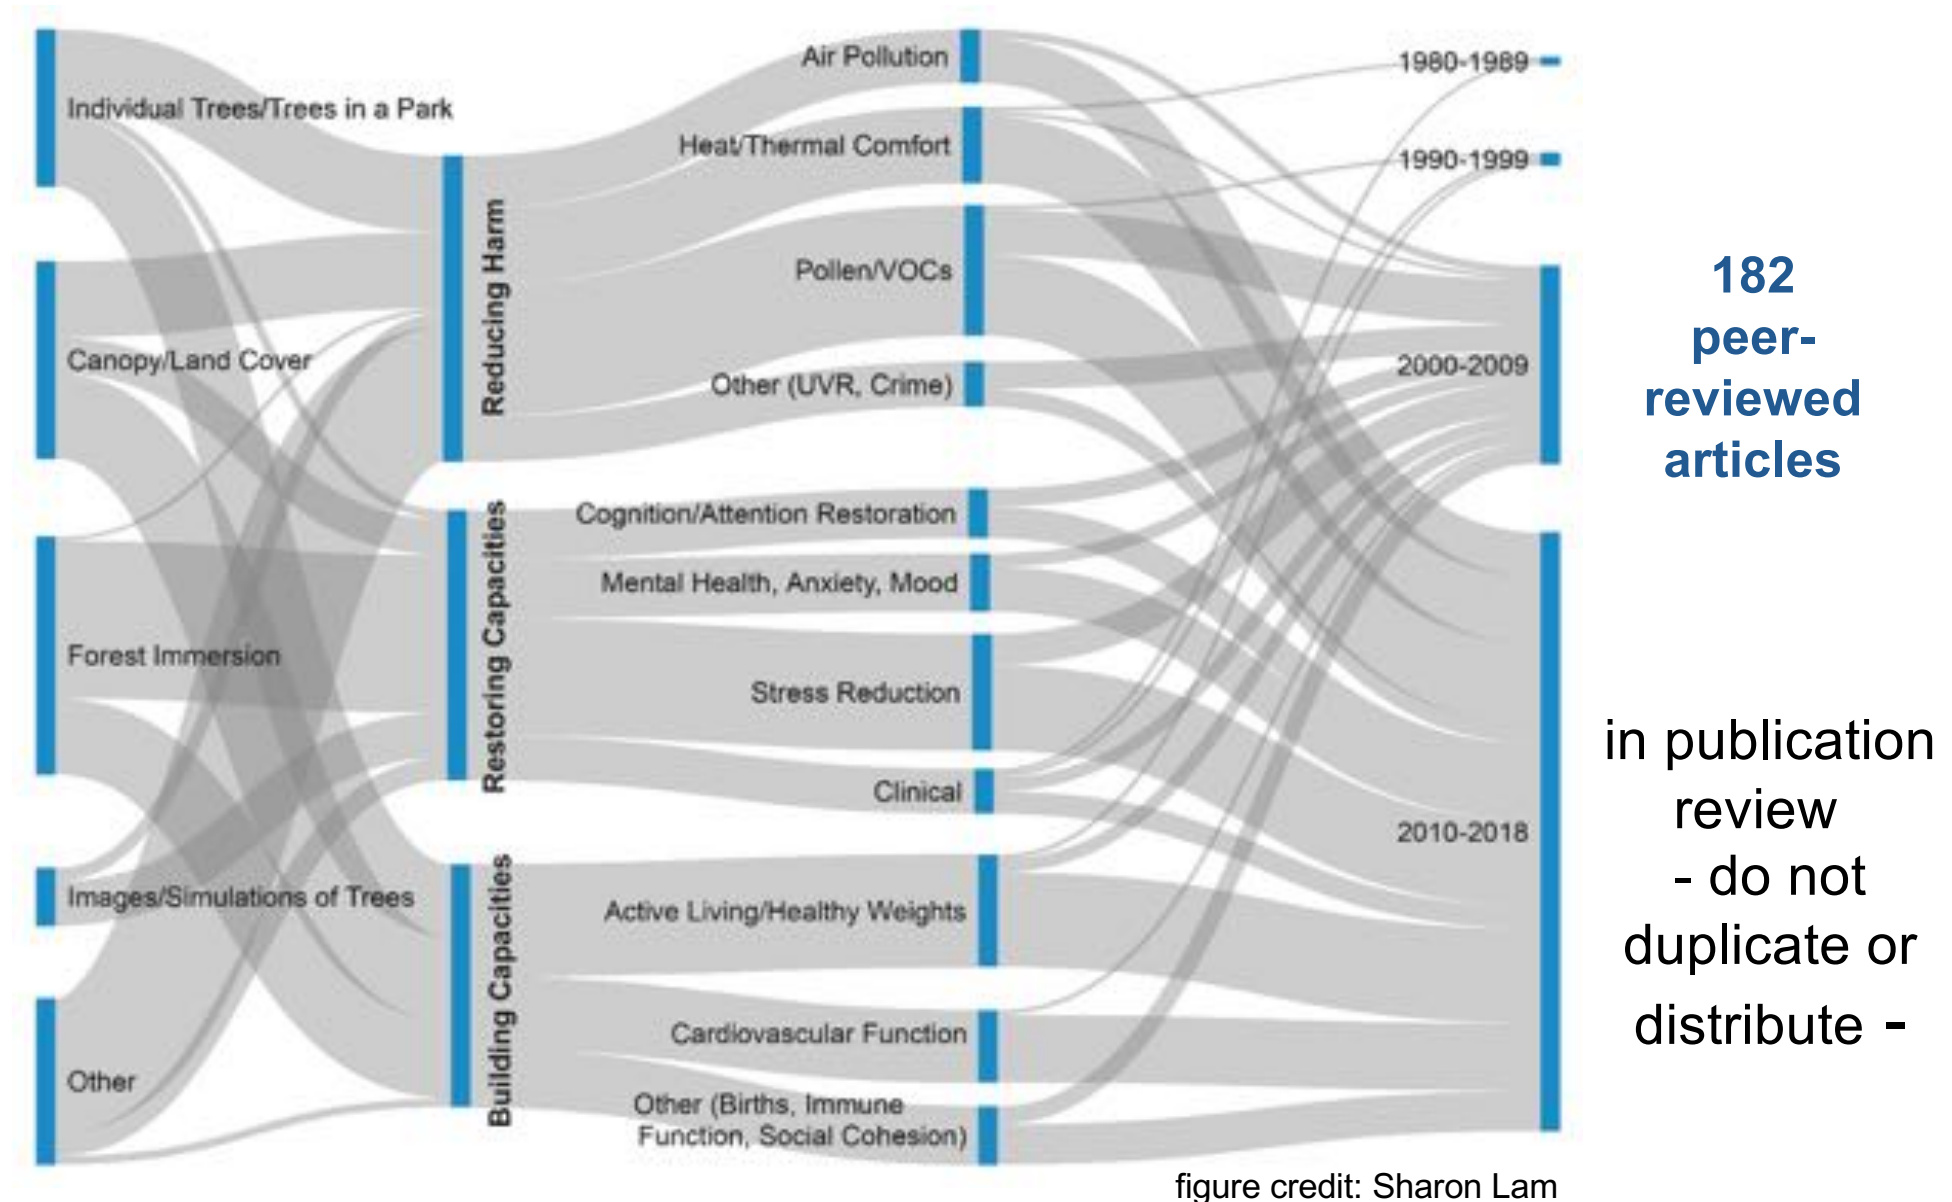 Individual Trees/Trees in a Park
Canopy/Land Cover
Forest Immersion
Images/Simulations of Trees
Other
Reducing Harm
Restoring Capacities
Building Capacities
Air Pollution
Heat/Thermal Comfort
Pollen/VOCs
Other (UVR, Crime)
Cognition/Attention Restoration
Mental Health, Anxiety, Mood
Stress Reduction
Clinical
Active Living/Healthy Weights
Cardiovascular Function
Other (Births, Immune
Function, Social Cohesion)
1980-1989
1990-1999
2000-2009
2010-2018
182
peer-
reviewed
articles
in publication
review
- do not
duplicate or
distribute -
figure credit: Sharon Lam